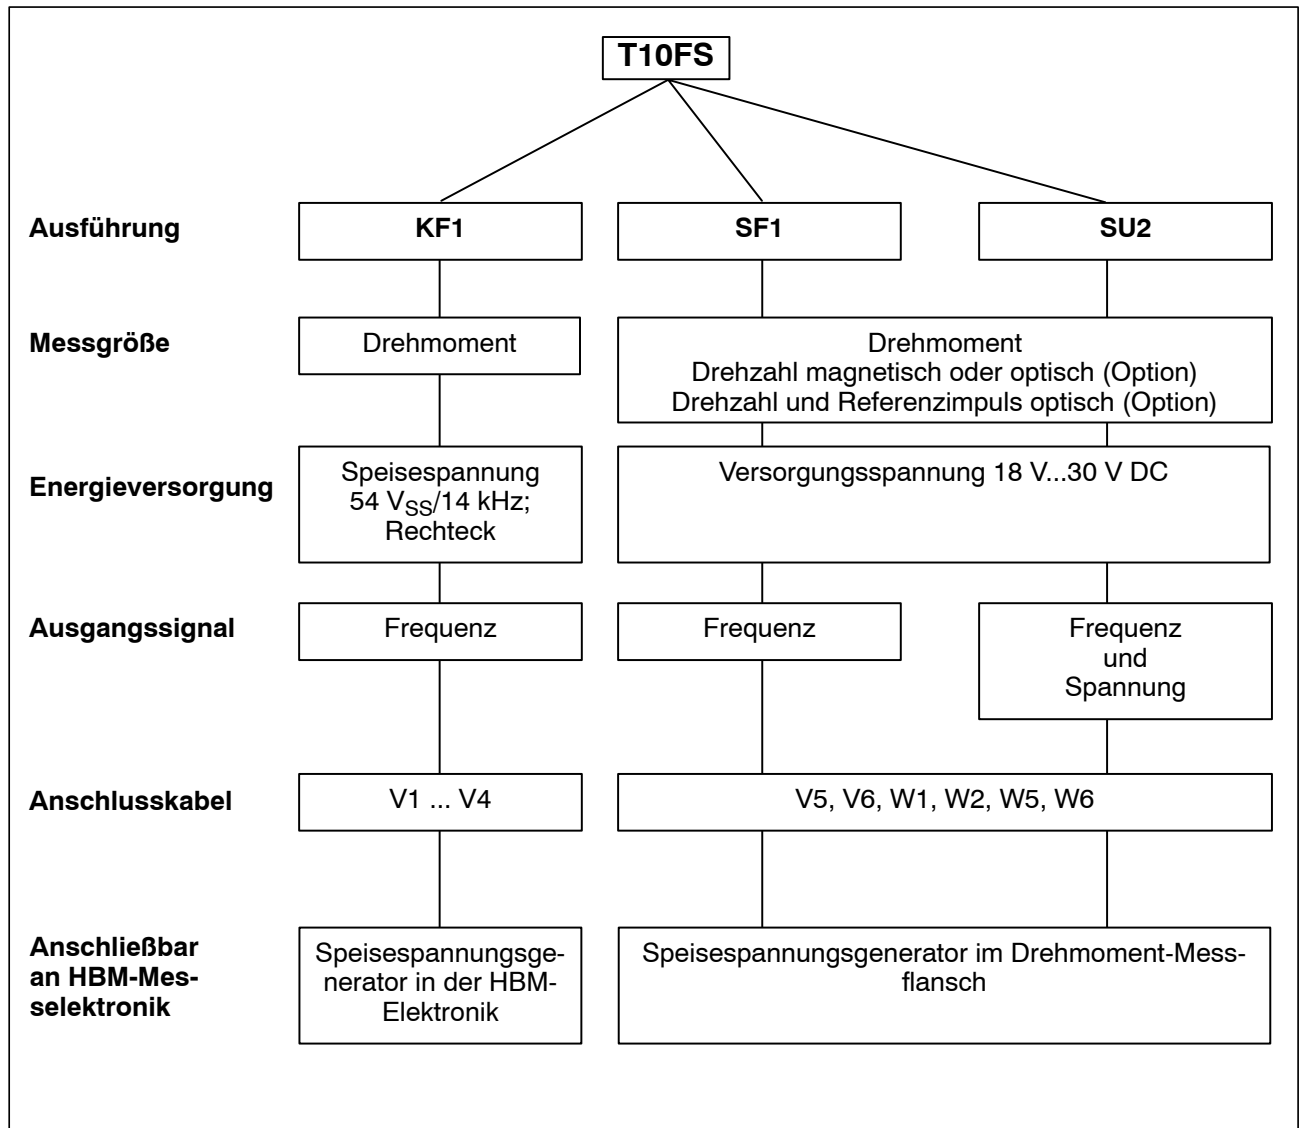 T10FS
Ausführung
KF1
SF1
SU2
Messgröße
Drehmoment
Drehmoment
Drehzahl magnetisch oder optisch (Option)
Drehzahl und Referenzimpuls optisch (Option)
Energieversorgung
Speisespannung
54 VSS/14 kHz;
Rechteck
Versorgungsspannung 18 V...30 V DC
Ausgangssignal
Frequenz
Frequenz
Frequenz
und
Spannung
Anschlusskabel
V1 ... V4
V5, V6, W1, W2, W5, W6
Anschließbar
an HBM-Mes-
selektronik
Speisespannungsge-
nerator in der HBM-
Elektronik
Speisespannungsgenerator im Drehmoment-Mess-
flansch